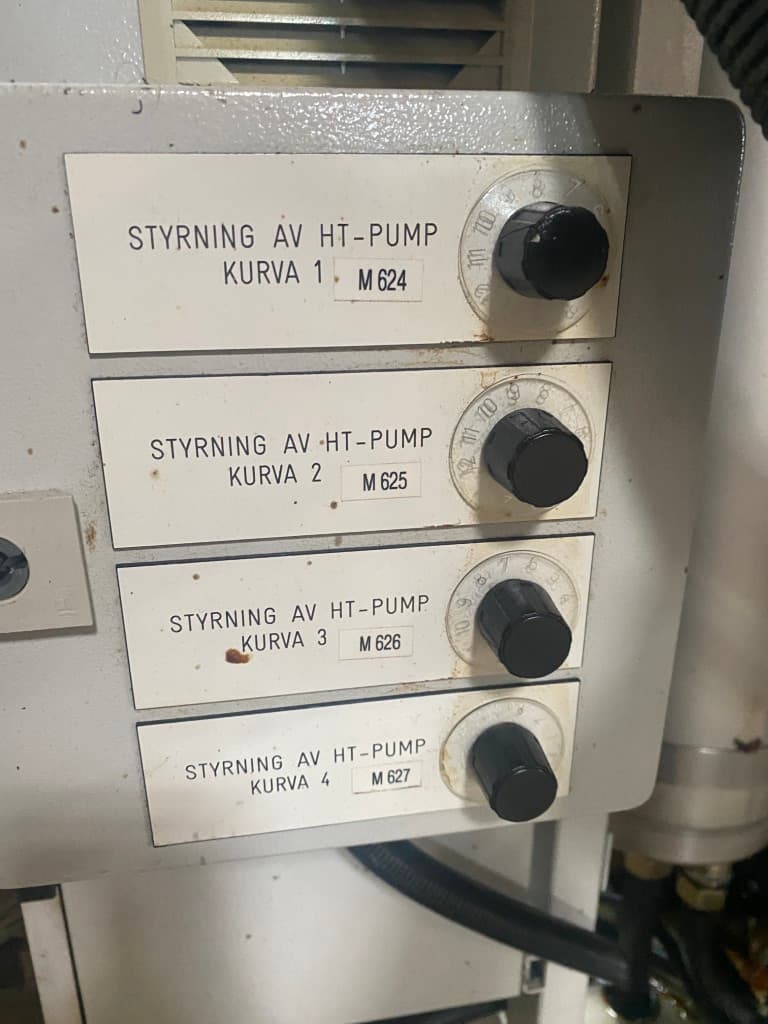 STYRNING AV HT-PUMP
KURVA 1 M 624
STYRNING AV HT-PUMP
KURVA 2 M 625
STYRNING AV HT-PUMP
KURVA 3 M 626
STYRNING AV HT-PUMP
KURVA 4 M 627